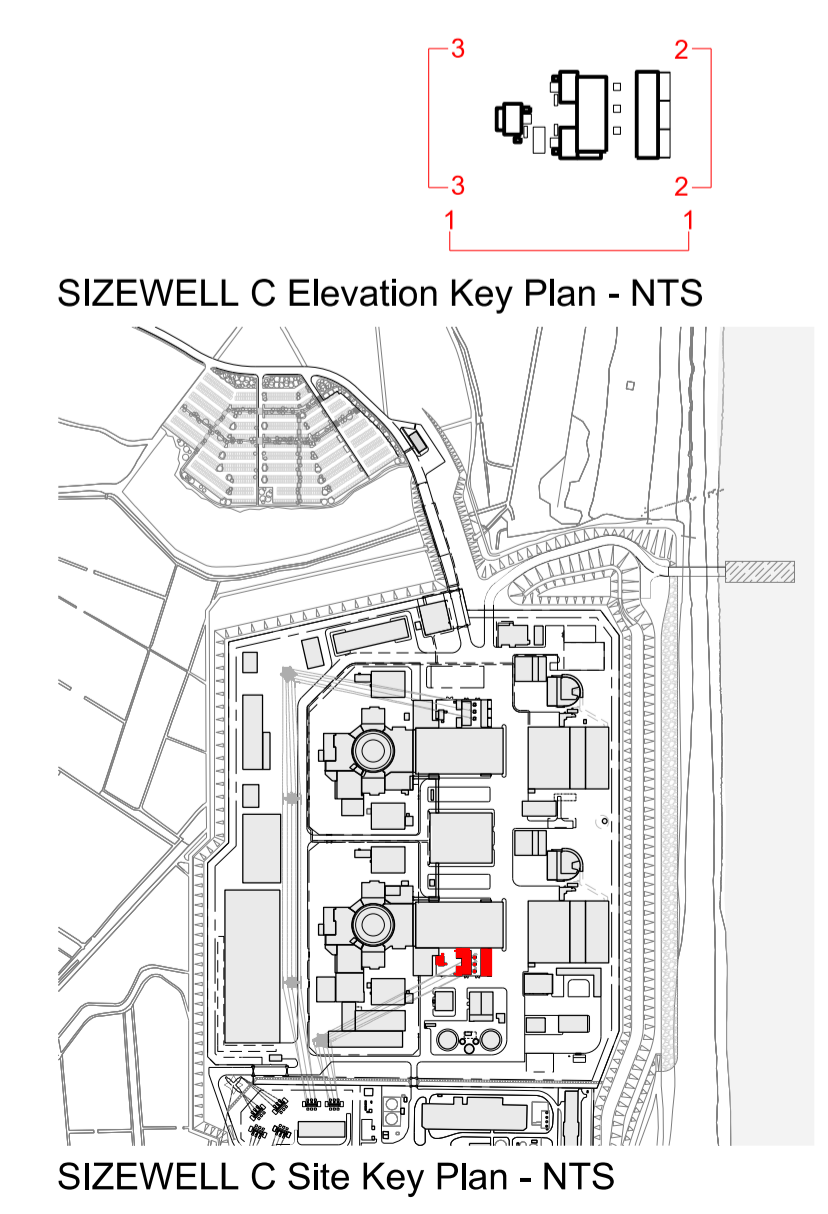 3 2
3 2
1 1
SIZEWELL C Elevation Key Plan - NTS
SIZEWELL C Site Key Plan - NTS